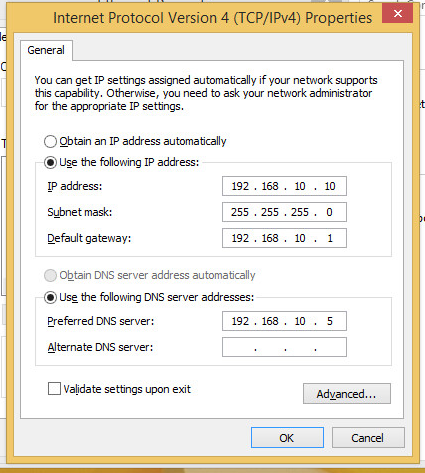 Internet Protocol Version 4 (TCP/IPv4) Properties
General
You can get IP settings assigned automatically if your network supports
this capability. Otherwise, you need to ask your network administrator
for the appropriate IP settings.
Obtain an IP address automatically
Use the following IP address:
IP address: 192 . 168 . 10 . 10
Subnet mask: 255 . 255 . 255 . 0
Default gateway: 192 . 168 . 10 . 1
Obtain DNS server address automatically
Use the following DNS server addresses:
Preferred DNS server: 192 . 168 . 10 . 5
Alternate DNS server: . . .
Validate settings upon exit
Advanced...
OK Cancel